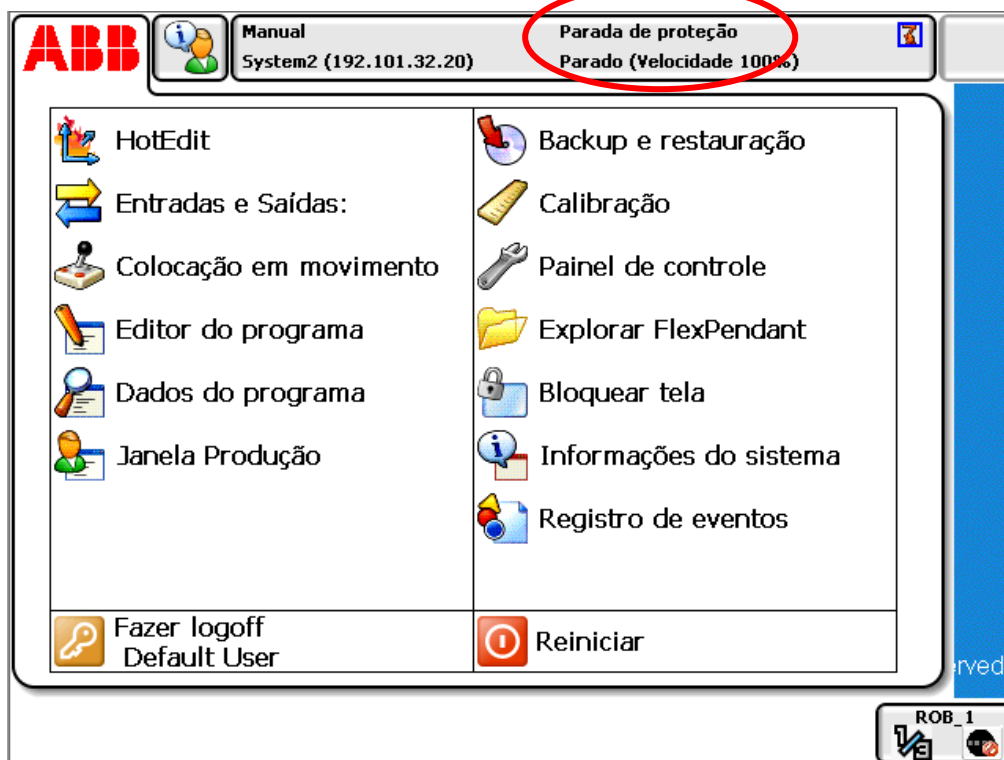 ABB
Manual
System2 (192.101.32.20)
Parada de proteção
Parado (Velocidade 100%)
HotEdit
Entradas e Saídas:
Colocação em movimento
Editor do programa
Dados do programa
Janela Produção
Backup e restauração
Calibração
Painel de controle
Explorar FlexPendant
Bloquear tela
Informações do sistema
Registro de eventos
Fazer logoff
Default User
Reiniciar
ROB_1